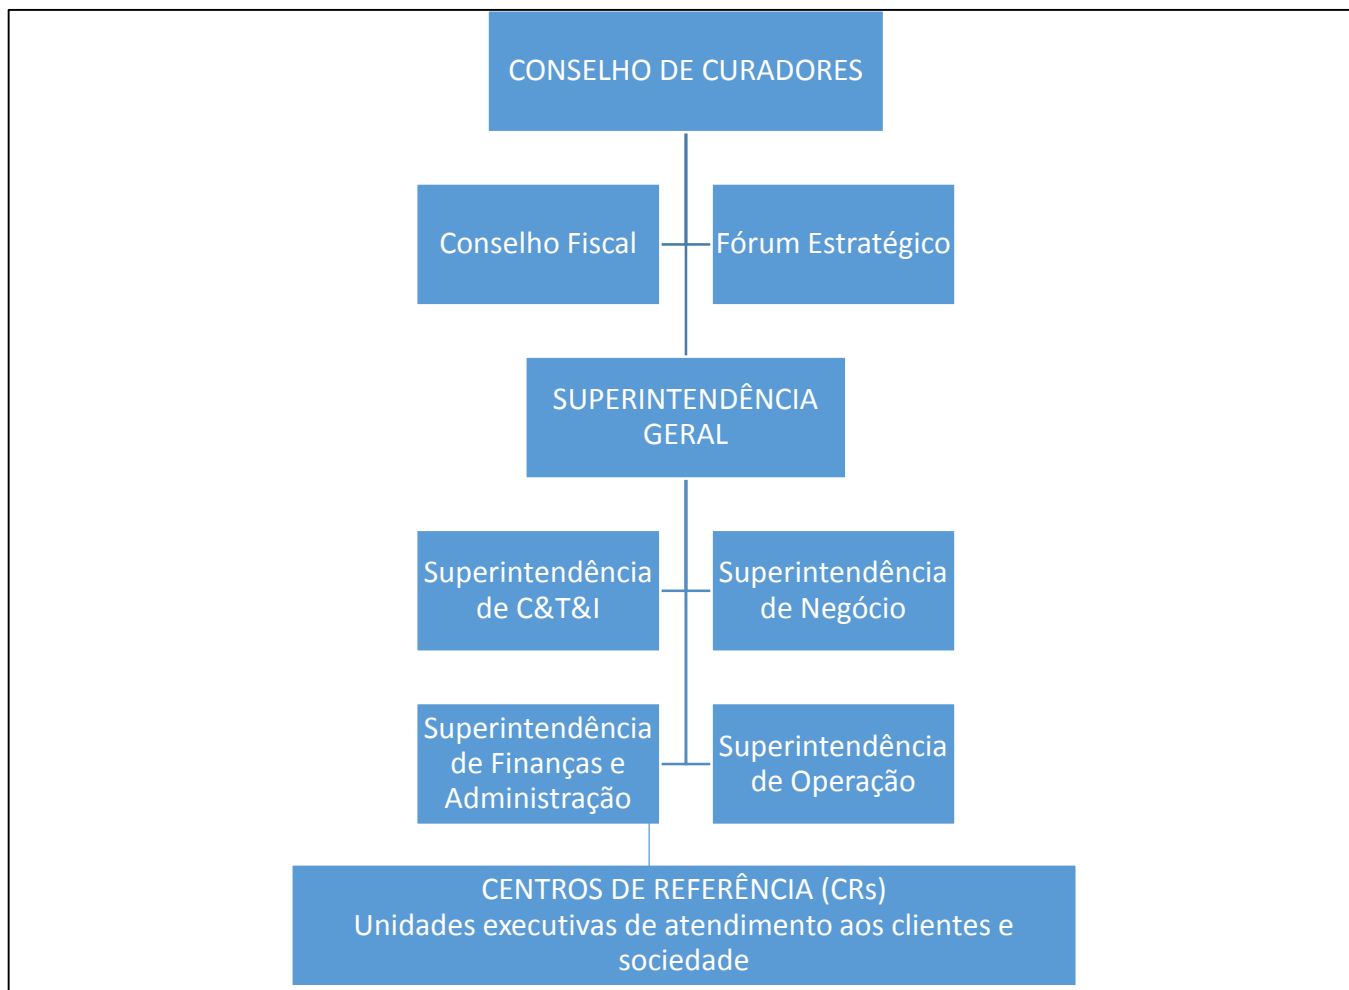 CONSELHO DE CURADORES
Conselho Fiscal
Fórum Estratégico
SUPERINTENDÊNCIA
GERAL
Superintendência
de C&T&I
Superintendência
de Negócio
Superintendência
de Finanças e
Administração
Superintendência
de Operação
CENTROS DE REFERÊNCIA (CRs)
Unidades executivas de atendimento aos clientes e
sociedade